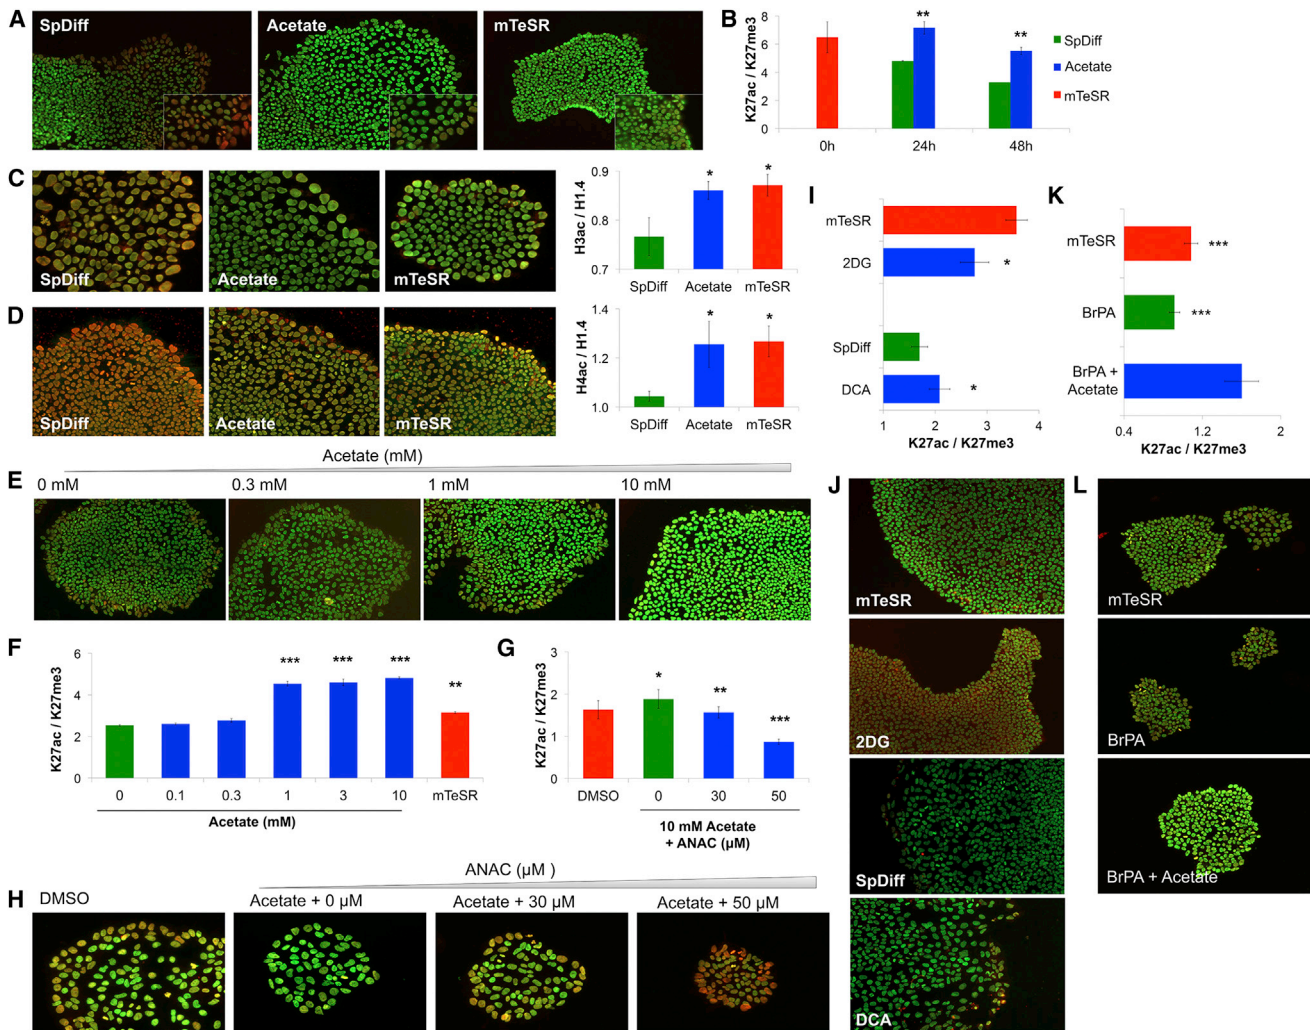 A
SpDiff
Acetate
mTeSR
B
K27ac / K27me3
8
6
4
2
0
**
**
0h
24h
48h
SpDiff
Acetate
mTeSR
C
SpDiff
Acetate
mTeSR
H3ac / H1.4
0.9
0.8
0.7
*
*
SpDiff
Acetate
mTeSR
D
SpDiff
Acetate
mTeSR
H4ac / H1.4
1.4
1.2
1.0
*
*
SpDiff
Acetate
mTeSR
I
mTeSR
2DG
*
SpDiff
DCA
*
1
2
3
4
K27ac / K27me3
K
mTeSR
***
BrPA
***
BrPA +
Acetate
0.4
1.2
2
K27ac / K27me3
Acetate (mM)
E
0 mM
0.3 mM
1 mM
10 mM
F
K27ac / K27me3
6
4
2
0
***
***
***
**
0
0.1
0.3
1
3
10
mTeSR
Acetate (mM)
G
K27ac / K27me3
3
2
1
0
*
**
***
DMSO
0
30
50
10 mM Acetate
+ ANAC (µM)
ANAC (µM )
H
DMSO
Acetate + 0 µM
Acetate + 30 µM
Acetate + 50 µM
J
mTeSR
2DG
SpDiff
DCA
L
mTeSR
BrPA
BrPA + Acetate